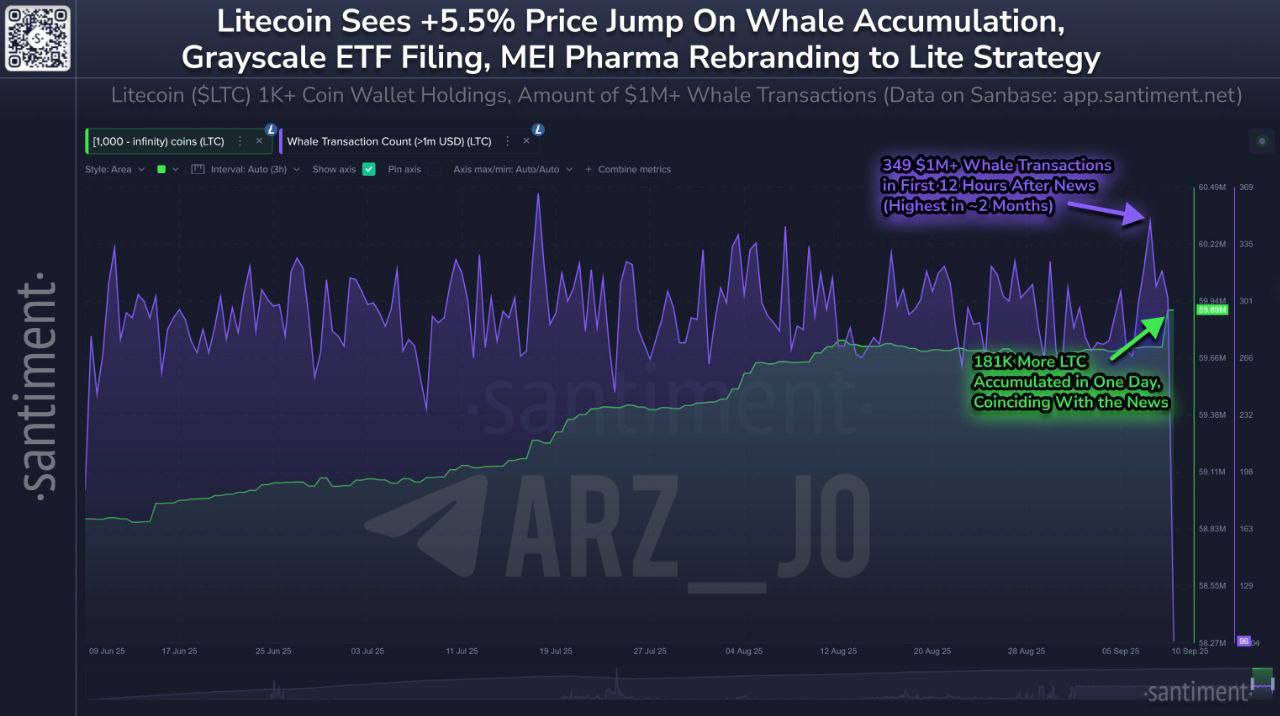 Litecoin Sees +5.5% Price Jump On Whale Accumulation,
Grayscale ETF Filing, MEI Pharma Rebranding to Lite Strategy
Litecoin ($LTC) 1K+ Coin Wallet Holdings, Amount of $1M+ Whale Transactions (Data on Sanbase: app.santiment.net)
[1,000 - infinity) coins (LTC)
Whale Transaction Count (>1m USD) (LTC)
Style: Area
Interval: Auto (3h)
Show axis
Pin axis
Axis max/min: Auto/Auto
+ Combine metrics
349 $1M+ Whale Transactions
in First 12 Hours After News
(Highest in ~2 Months)
181K More LTC
Accumulated in One Day,
Coinciding With the News
60.49M
60.22M
59.94M
59.89M
59.66M
59.38M
59.11M
58.83M
58.55M
58.27M
369
335
301
266
232
198
163
129
96
·santiment·
·santiment·
ARZ__JO
09 Jun 25
17 Jun 25
25 Jun 25
03 Jul 25
11 Jul 25
19 Jul 25
27 Jul 25
04 Aug 25
12 Aug 25
20 Aug 25
28 Aug 25
05 Sep 25
10 Sep 25
·santiment·